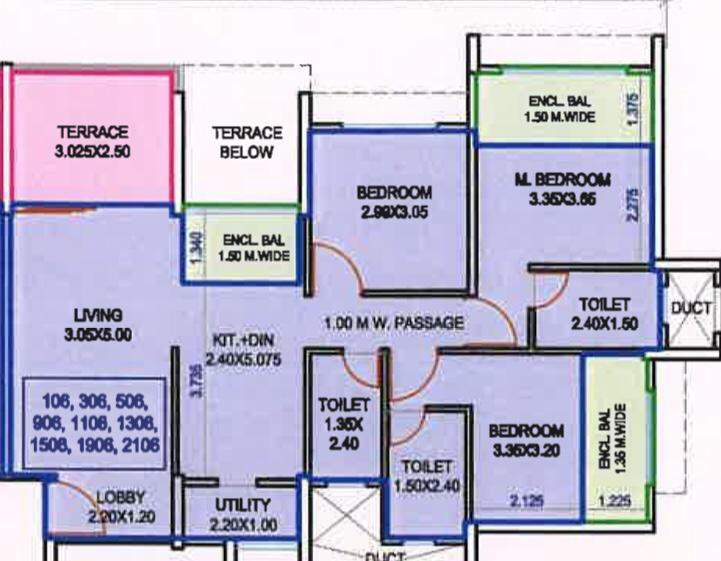 TERRACE
3.025X2.50
TERRACE
BELOW
ENCL. BAL
1.50 M.WIDE
1.375
BEDROOM
2.99X3.05
M. BEDROOM
3.35X3.65
2.275
1.340
ENCL. BAL
1.50 M.WIDE
LIVING
3.05X5.00
KIT.+DIN
2.40X5.075
3.735
1.00 M W. PASSAGE
TOILET
2.40X1.50
DUCT
106, 306, 506,
906, 1106, 1306,
1506, 1906, 2106
TOILET
1.35X
2.40
TOILET
1.50X2.40
BEDROOM
3.35X3.20
ENCL. BAL
1.35 M.WIDE
2.125
1.225
LOBBY
2.20X1.20
UTILITY
2.20X1.00
DUCT